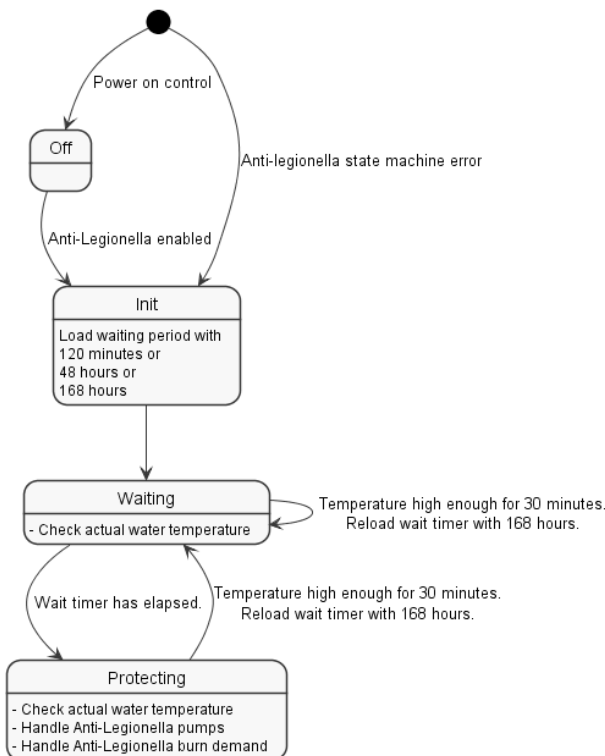 Power on control
Off
Anti-legionella state machine error
Anti-Legionella enabled
Init
Load waiting period with
120 minutes or
48 hours or
168 hours
Waiting
- Check actual water temperature
Temperature high enough for 30 minutes.
Reload wait timer with 168 hours.
Wait timer has elapsed.
Temperature high enough for 30 minutes.
Reload wait timer with 168 hours.
Protecting
- Check actual water temperature
- Handle Anti-Legionella pumps
- Handle Anti-Legionella burn demand